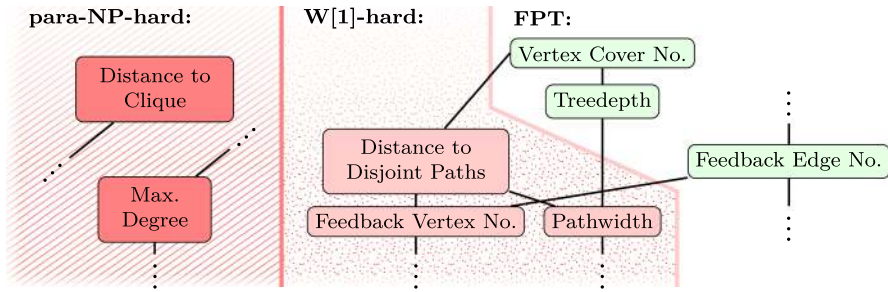 para-NP-hard:
W[1]-hard:
FPT:
Distance to
Clique
Max.
Degree
Distance to
Disjoint Paths
Feedback Vertex No.
Vertex Cover No.
Treedepth
Pathwidth
Feedback Edge No.